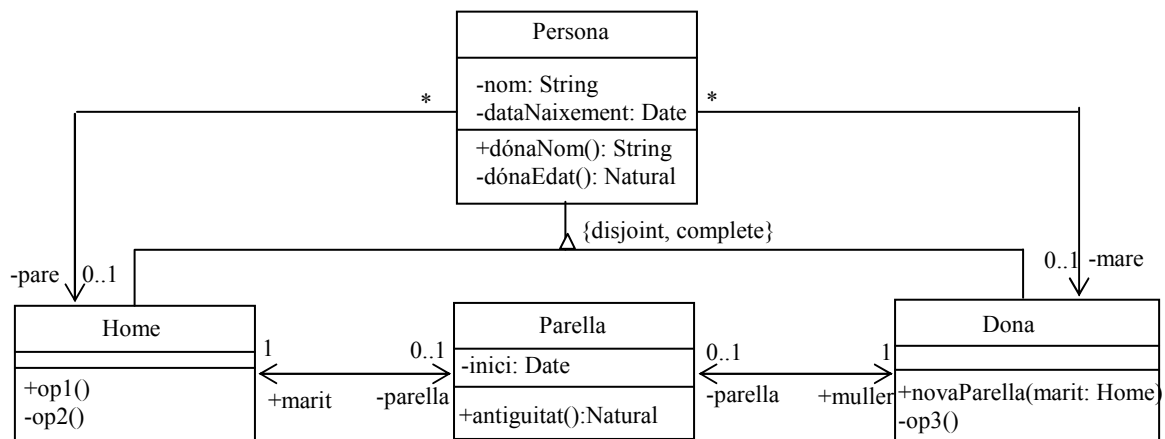 Persona
-nom: String
-dataNaixement: Date
+dónaNom(): String
-dónaEdat(): Natural
*
*
{disjoint, complete}
-pare 0..1
0..1 -mare
Home
+op1()
-op2()
1
+marit
0..1
-parella
Parella
-inici: Date
+antiguitat():Natural
0..1
-parella
1
+muller
Dona
+novaParella(marit: Home)
-op3()